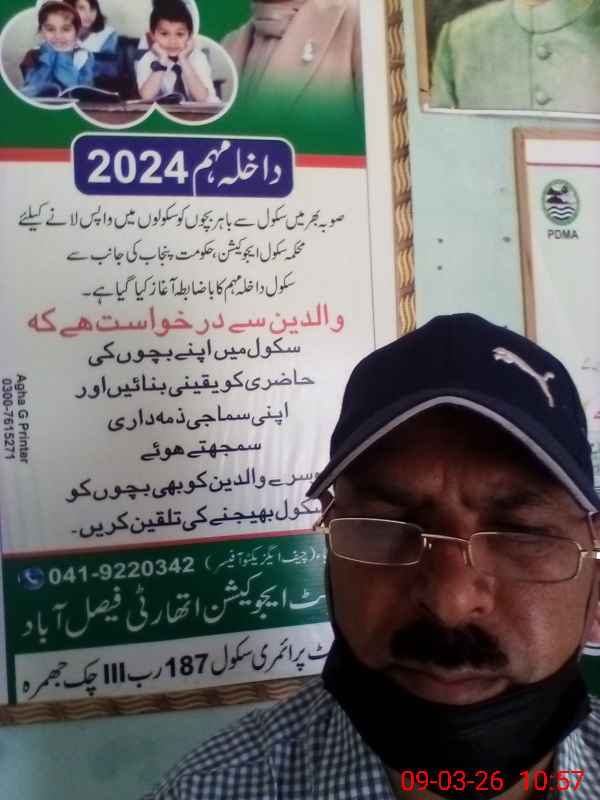 داخلہ مہم 2024
صوبہ بھر میں سکول سے باہر بچوں کو سکولوں میں واپس لانے کیلئے
محکمہ سکول ایجوکیشن، حکومت پنجاب کی جانب سے
سکول داخلہ مہم کا باضابطہ آغاز کیا گیا ہے۔
والدین سے درخواست ھے کہ
سکول میں اپنے بچوں کی
حاضری کو یقینی بنائیں اور
اپنی سماجی ذمہ داری
سمجھتے ھوئے
والدین کو بھی بچوں کو
بھیجنے کی تلقین کریں۔
Agha G Printer
0300-7615271
(چیف ایگزیکٹو آفیسر) 041-9220342
ایجوکیشن اتھارٹی فیصل آباد
پرائمری سکول 187 رب III چک جھمرہ
PDMA
09-03-26 10:57